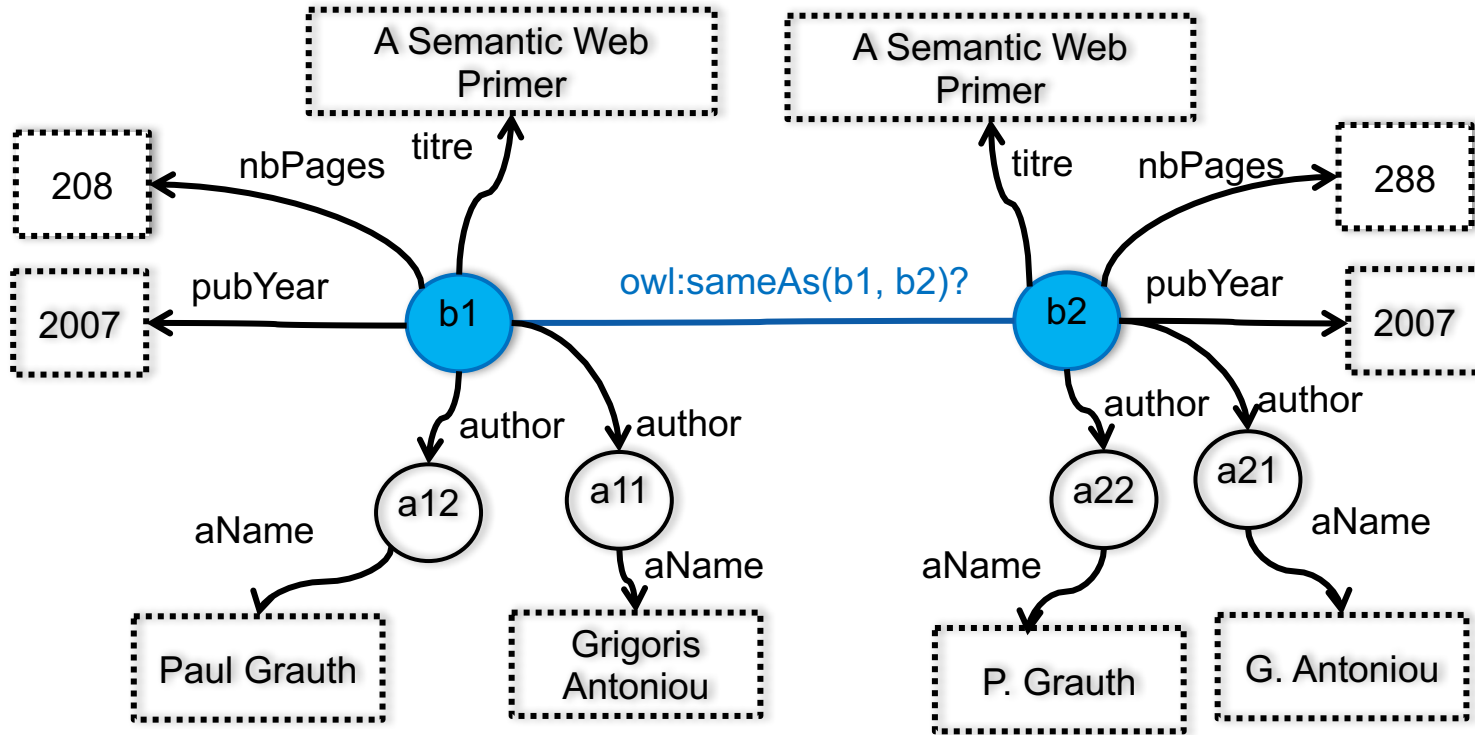 A Semantic Web
Primer
A Semantic Web
Primer
titre
titre
nbPages
nbPages
208
288
pubYear
owl:sameAs(b1, b2)?
pubYear
2007
b1
b2
2007
author
author
author
author
a12
a11
a22
a21
aName
aName
aName
aName
Paul Grauth
Grigoris
Antoniou
P. Grauth
G. Antoniou